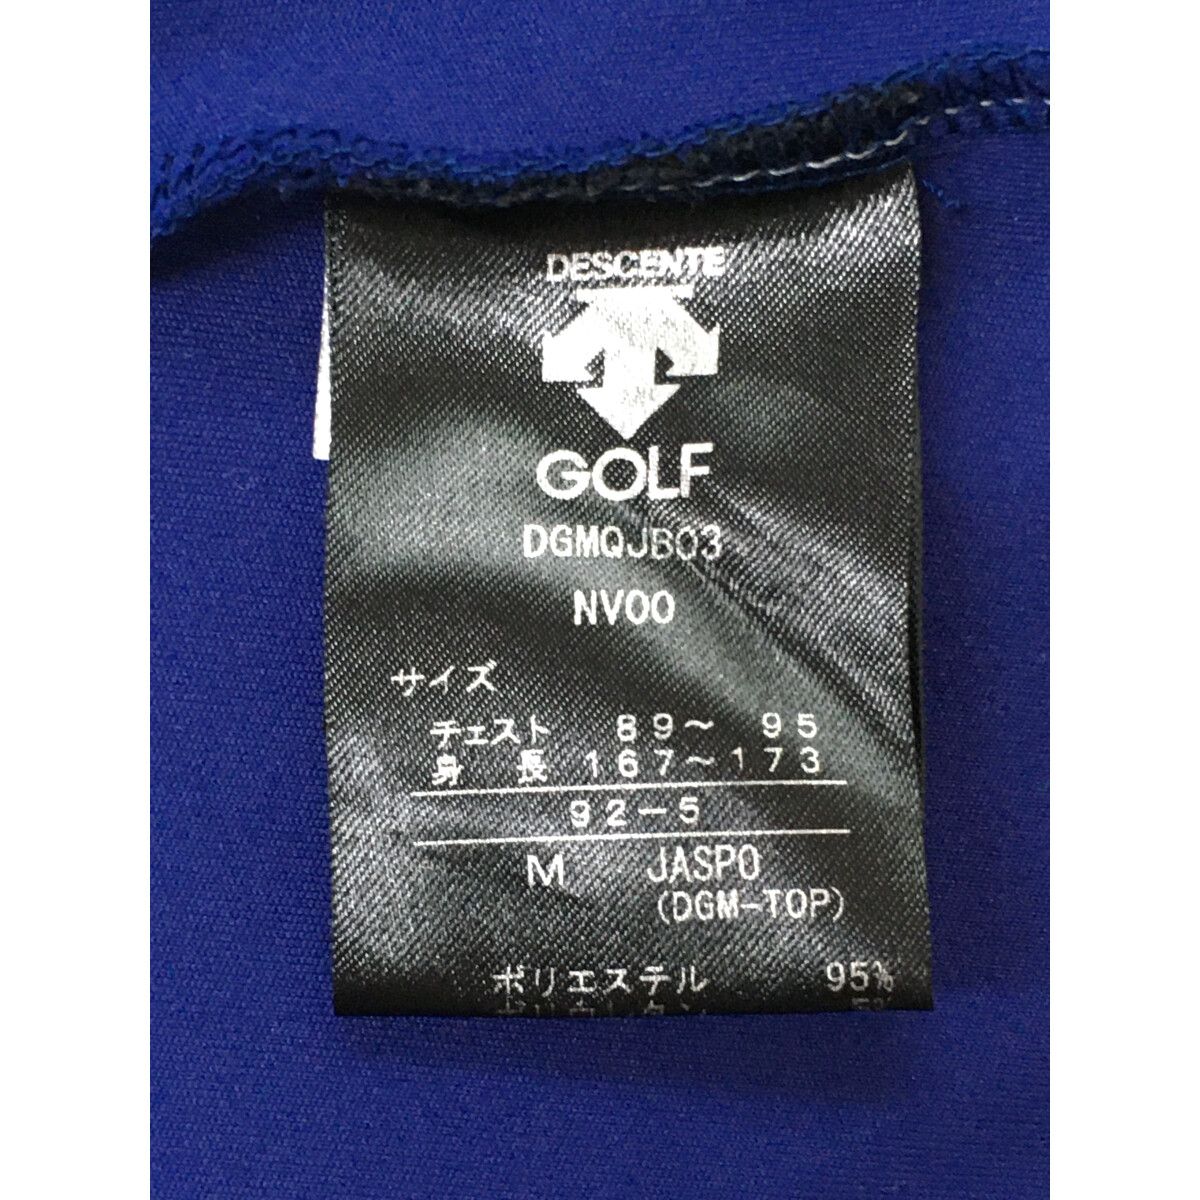 DESCENTE
GOLF
DGMQJB03
NV00
サイズ
チェスト 89～ 95
身 長 167～173
92-5
M JASPO
(DGM-TOP)
ポリエステル 95%